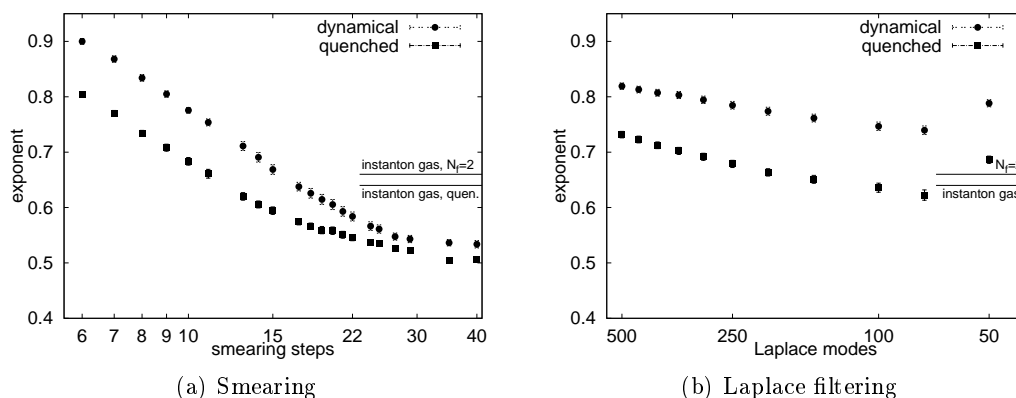 dynamical
quenched
0.9
0.8
0.7
0.6
0.5
0.4
exponent
instanton gas, N_f=2
instanton gas, quen.
6 7 8 9 10 15 22 30 40
smearing steps
(a) Smearing
dynamical
quenched
0.9
0.8
0.7
0.6
0.5
0.4
exponent
N_f=
instanton gas
500 250 100 50
Laplace modes
(b) Laplace filtering